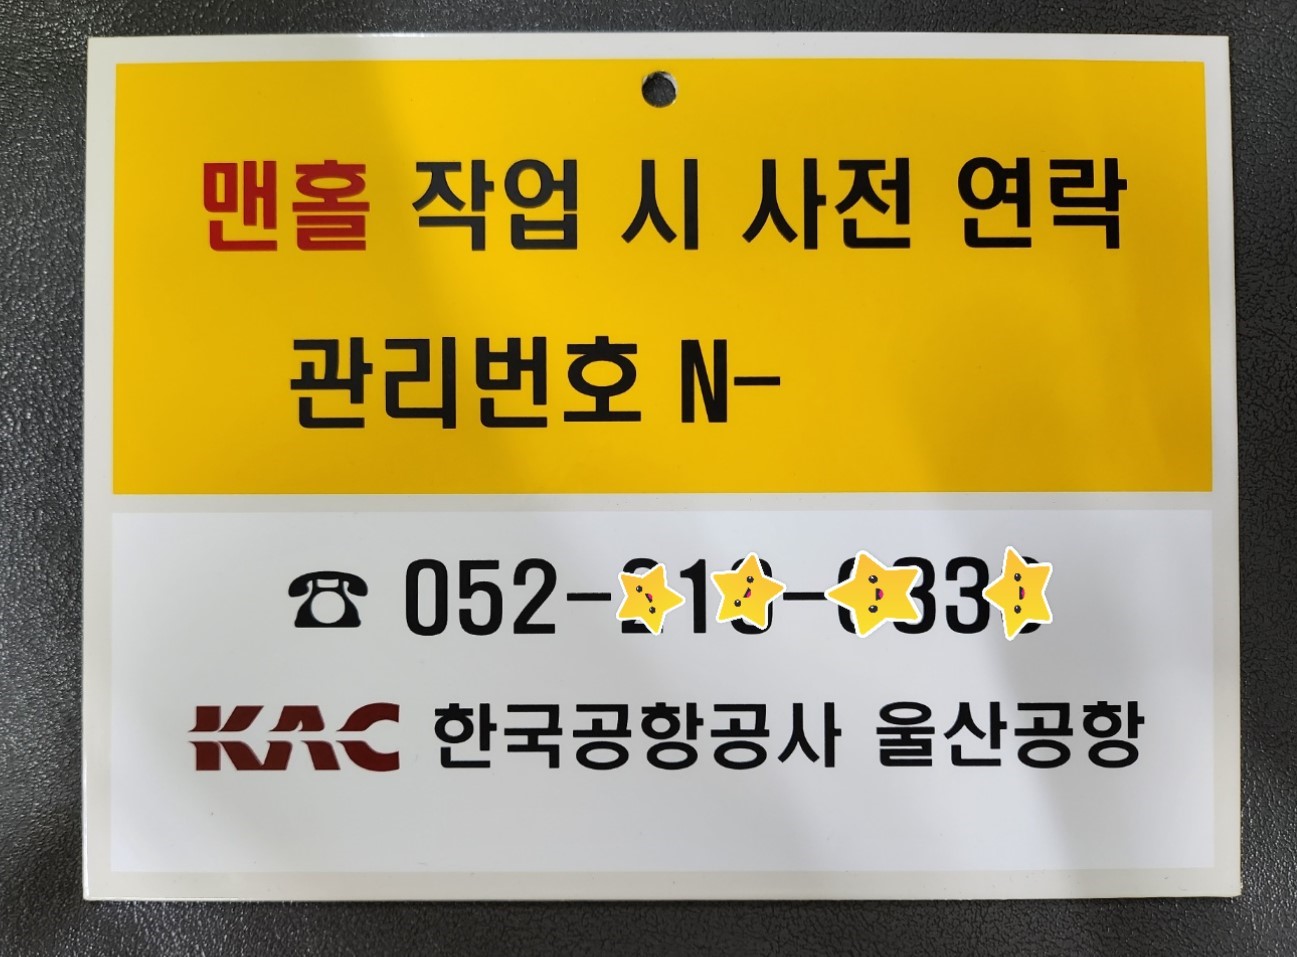 맨홀 작업 시 사전 연락
관리번호 N-
☎ 052-
KAC 한국공항공사 울산공항